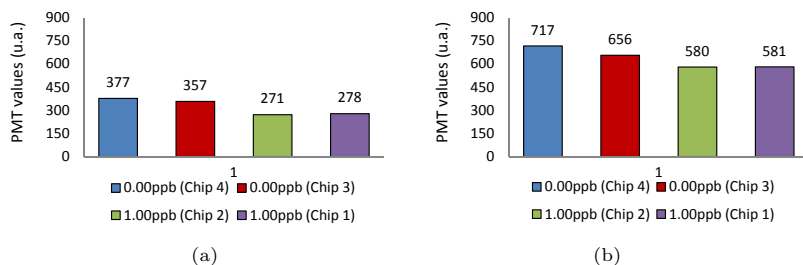 PMT values (u.a.)
900
750
600
450
300
150
0
377
357
271
278
1
0.00ppb (Chip 4)
0.00ppb (Chip 3)
1.00ppb (Chip 2)
1.00ppb (Chip 1)
(a)
PMT values (u.a.)
900
750
600
450
300
150
0
717
656
580
581
1
0.00ppb (Chip 4)
0.00ppb (Chip 3)
1.00ppb (Chip 2)
1.00ppb (Chip 1)
(b)